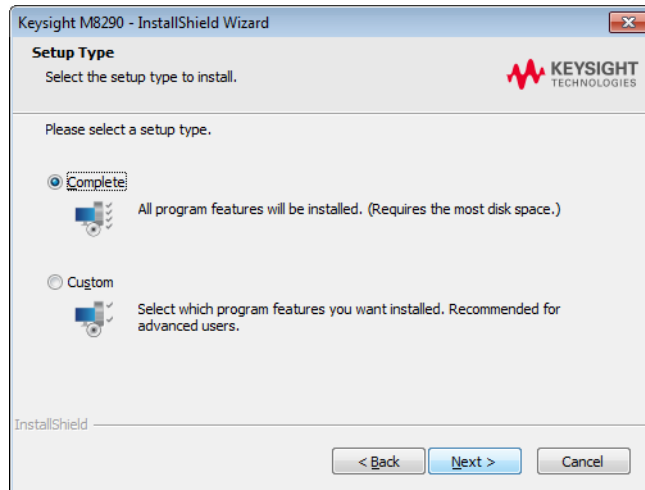 Keysight M8290 - InstallShield Wizard
Setup Type
Select the setup type to install.
KEYSIGHT
TECHNOLOGIES
Please select a setup type.
Complete
All program features will be installed. (Requires the most disk space.)
Custom
Select which program features you want installed. Recommended for
advanced users.
InstallShield
< Back
Next >
Cancel